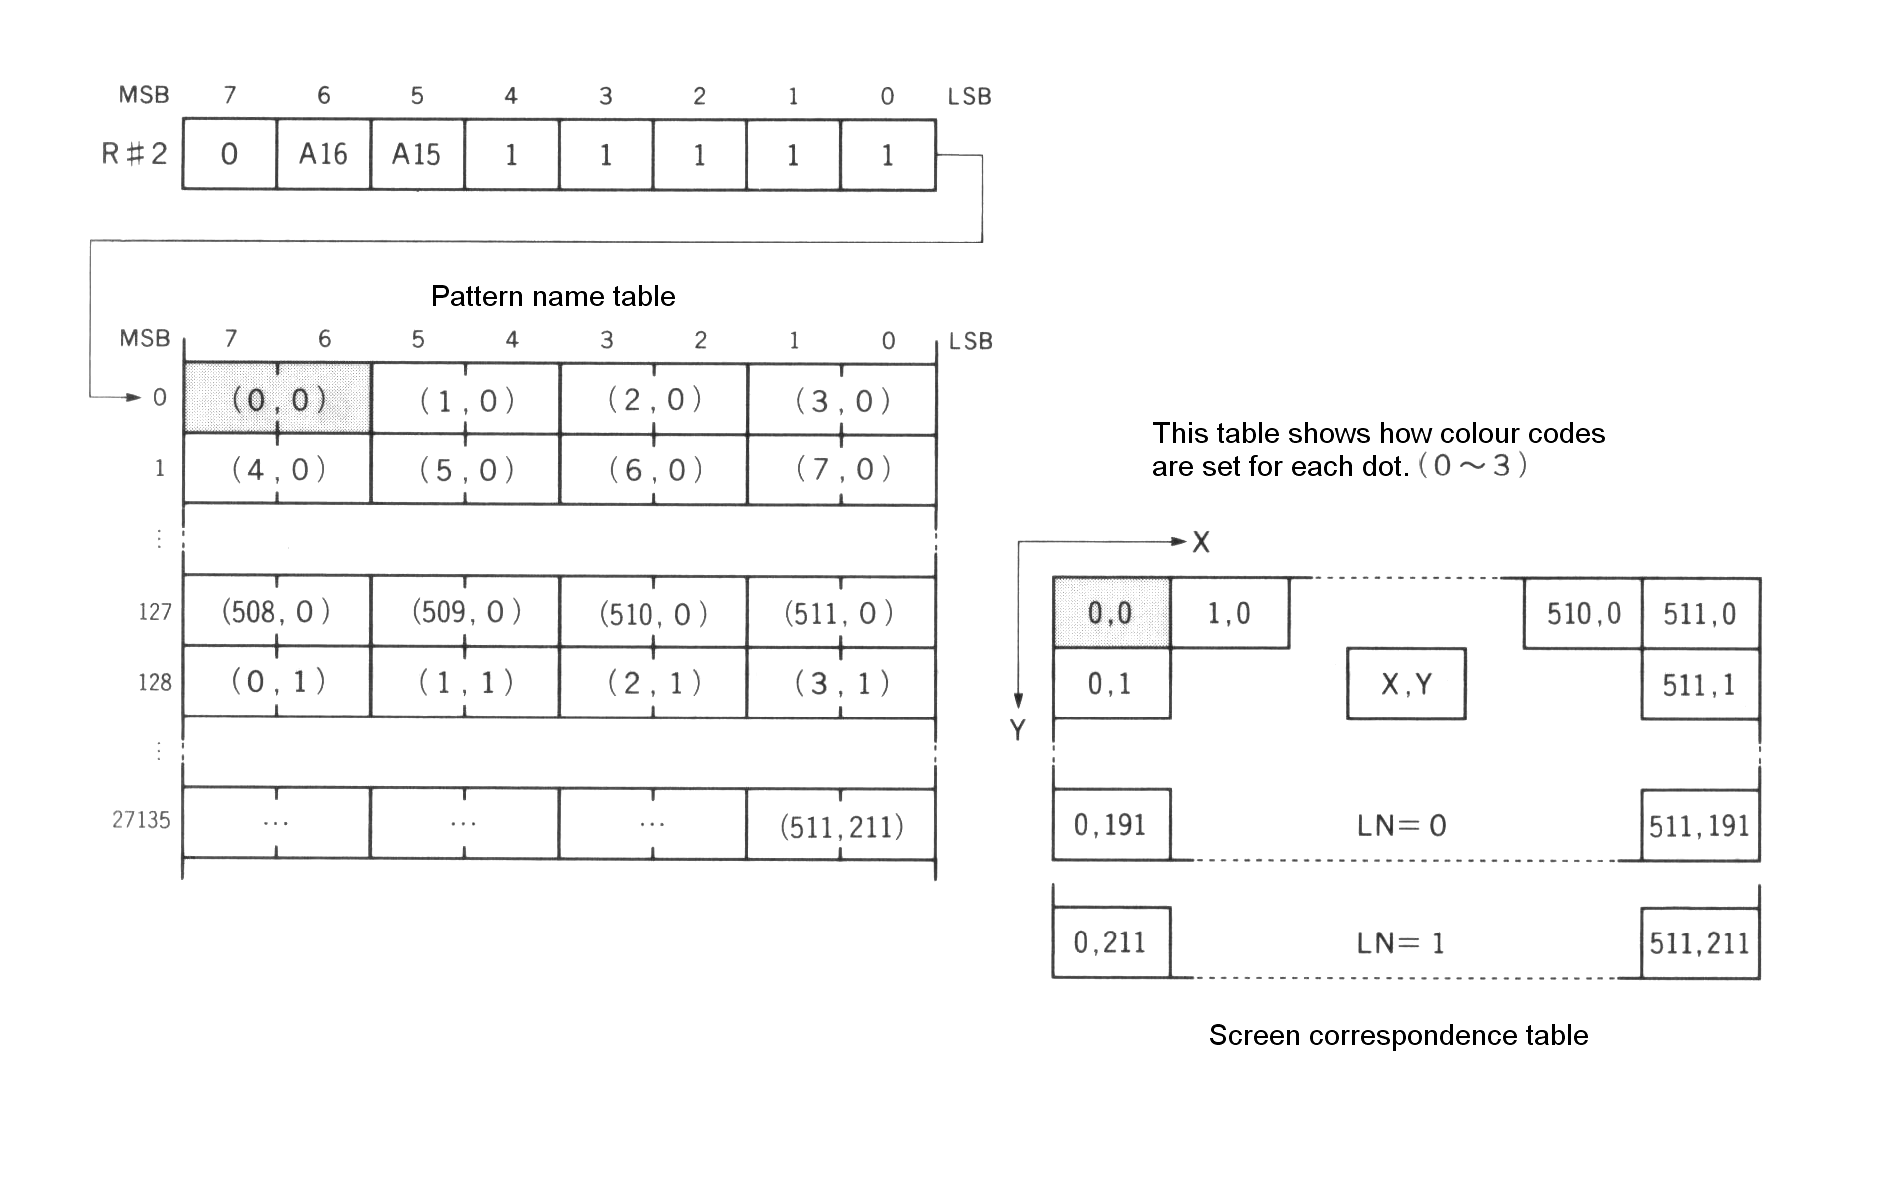 MSB 7 6 5 4 3 2 1 0 LSB
R#2 0 A16 A15 1 1 1 1 1
Pattern name table
MSB 7 6 5 4 3 2 1 0 LSB
0 (0,0) (1,0) (2,0) (3,0)
1 (4,0) (5,0) (6,0) (7,0)
⋮
127 (508,0) (509,0) (510,0) (511,0)
128 (0,1) (1,1) (2,1) (3,1)
⋮
27135 ... ... ... (511,211)
This table shows how colour codes
are set for each dot. (0~3)
X
Y
0,0 1,0 510,0 511,0
0,1 X,Y 511,1
0,191 LN=0 511,191
0,211 LN=1 511,211
Screen correspondence table